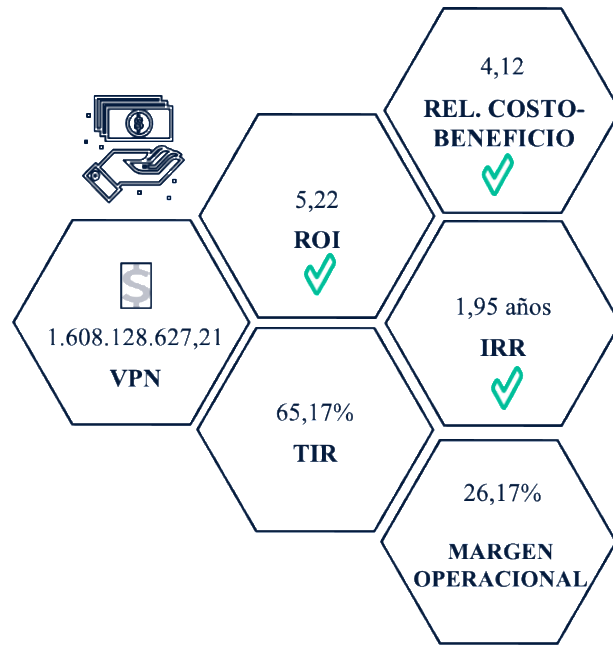 4,12
REL. COSTO-
BENEFICIO
5,22
ROI
$
1.608.128.627,21
VPN
1,95 años
IRR
65,17%
TIR
26,17%
MARGEN
OPERACIONAL